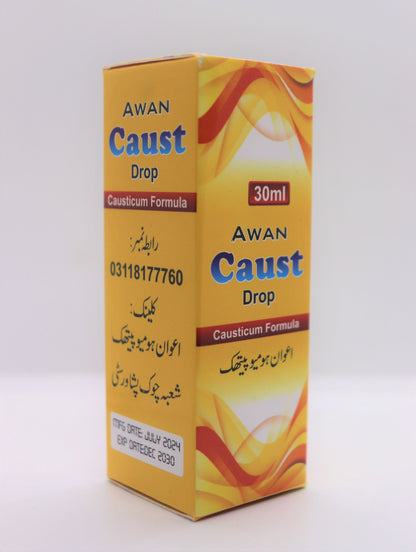 AWAN
Caust
Drop
Causticum Formula
رابطہ نمبر:
03118177760
کلینک:
اعوان ہومیوپیتھک
شعبہ چوک پشاور سٹی
MFG DATE: JULY 2024
EXP DATE:DEC 2030
30ml
AWAN
Caust
Drop
Causticum Formula
اعوان ہومیوپیتھک